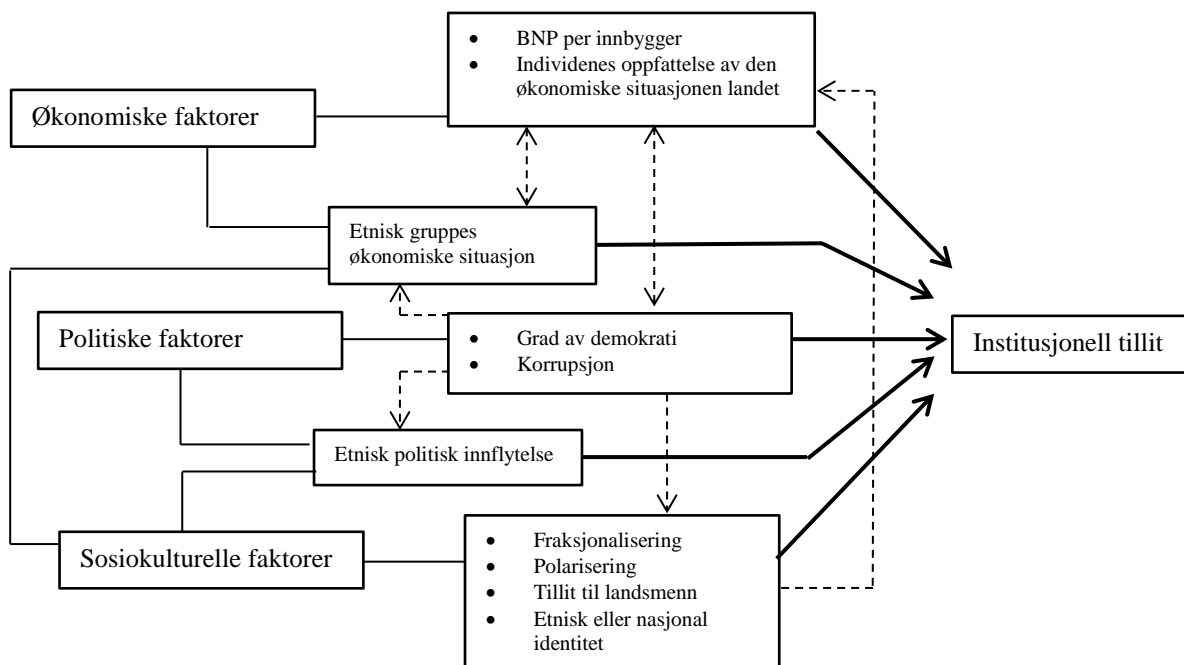 • BNP per innbygger
• Individenes oppfattelse av den
økonomiske situasjonen landet
Økonomiske faktorer
Etnisk gruppes
økonomiske situasjon
Politiske faktorer
• Grad av demokrati
• Korrupsjon
Institusjonell tillit
Etnisk politisk innflytelse
Sosiokulturelle faktorer
• Fraksjonalisering
• Polarisering
• Tillit til landsmenn
• Etnisk eller nasjonal
identitet